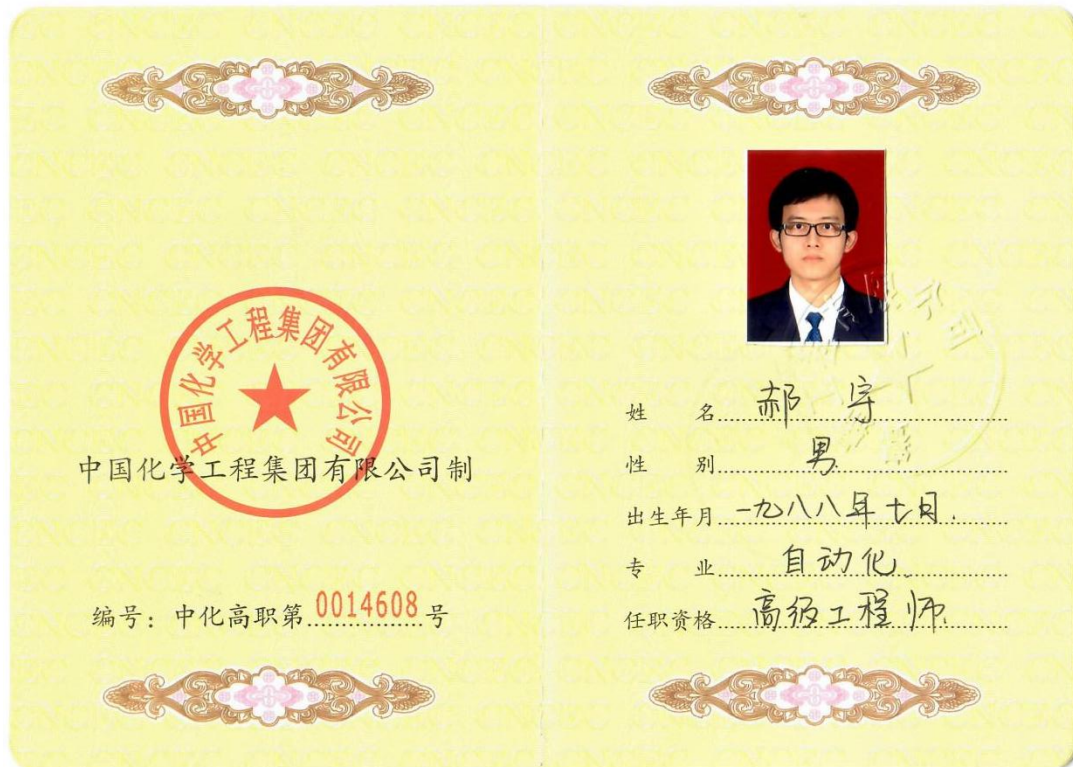 中国化学工程集团有限公司
中国化学工程集团有限公司制
编号：中化高职第0014608号
姓 名 郝宇
性 别 男
出生年月 一九八八年七月.
专 业 自动化
任职资格 高级工程师